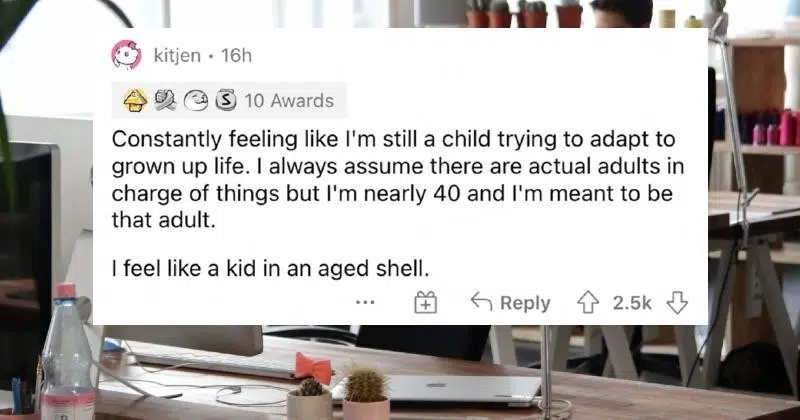 kitjen • 16h
S 10 Awards
Constantly feeling like I'm still a child trying to adapt to
grown up life. I always assume there are actual adults in
charge of things but I'm nearly 40 and I'm meant to be
that adult.
I feel like a kid in an aged shell.
Reply 2.5k